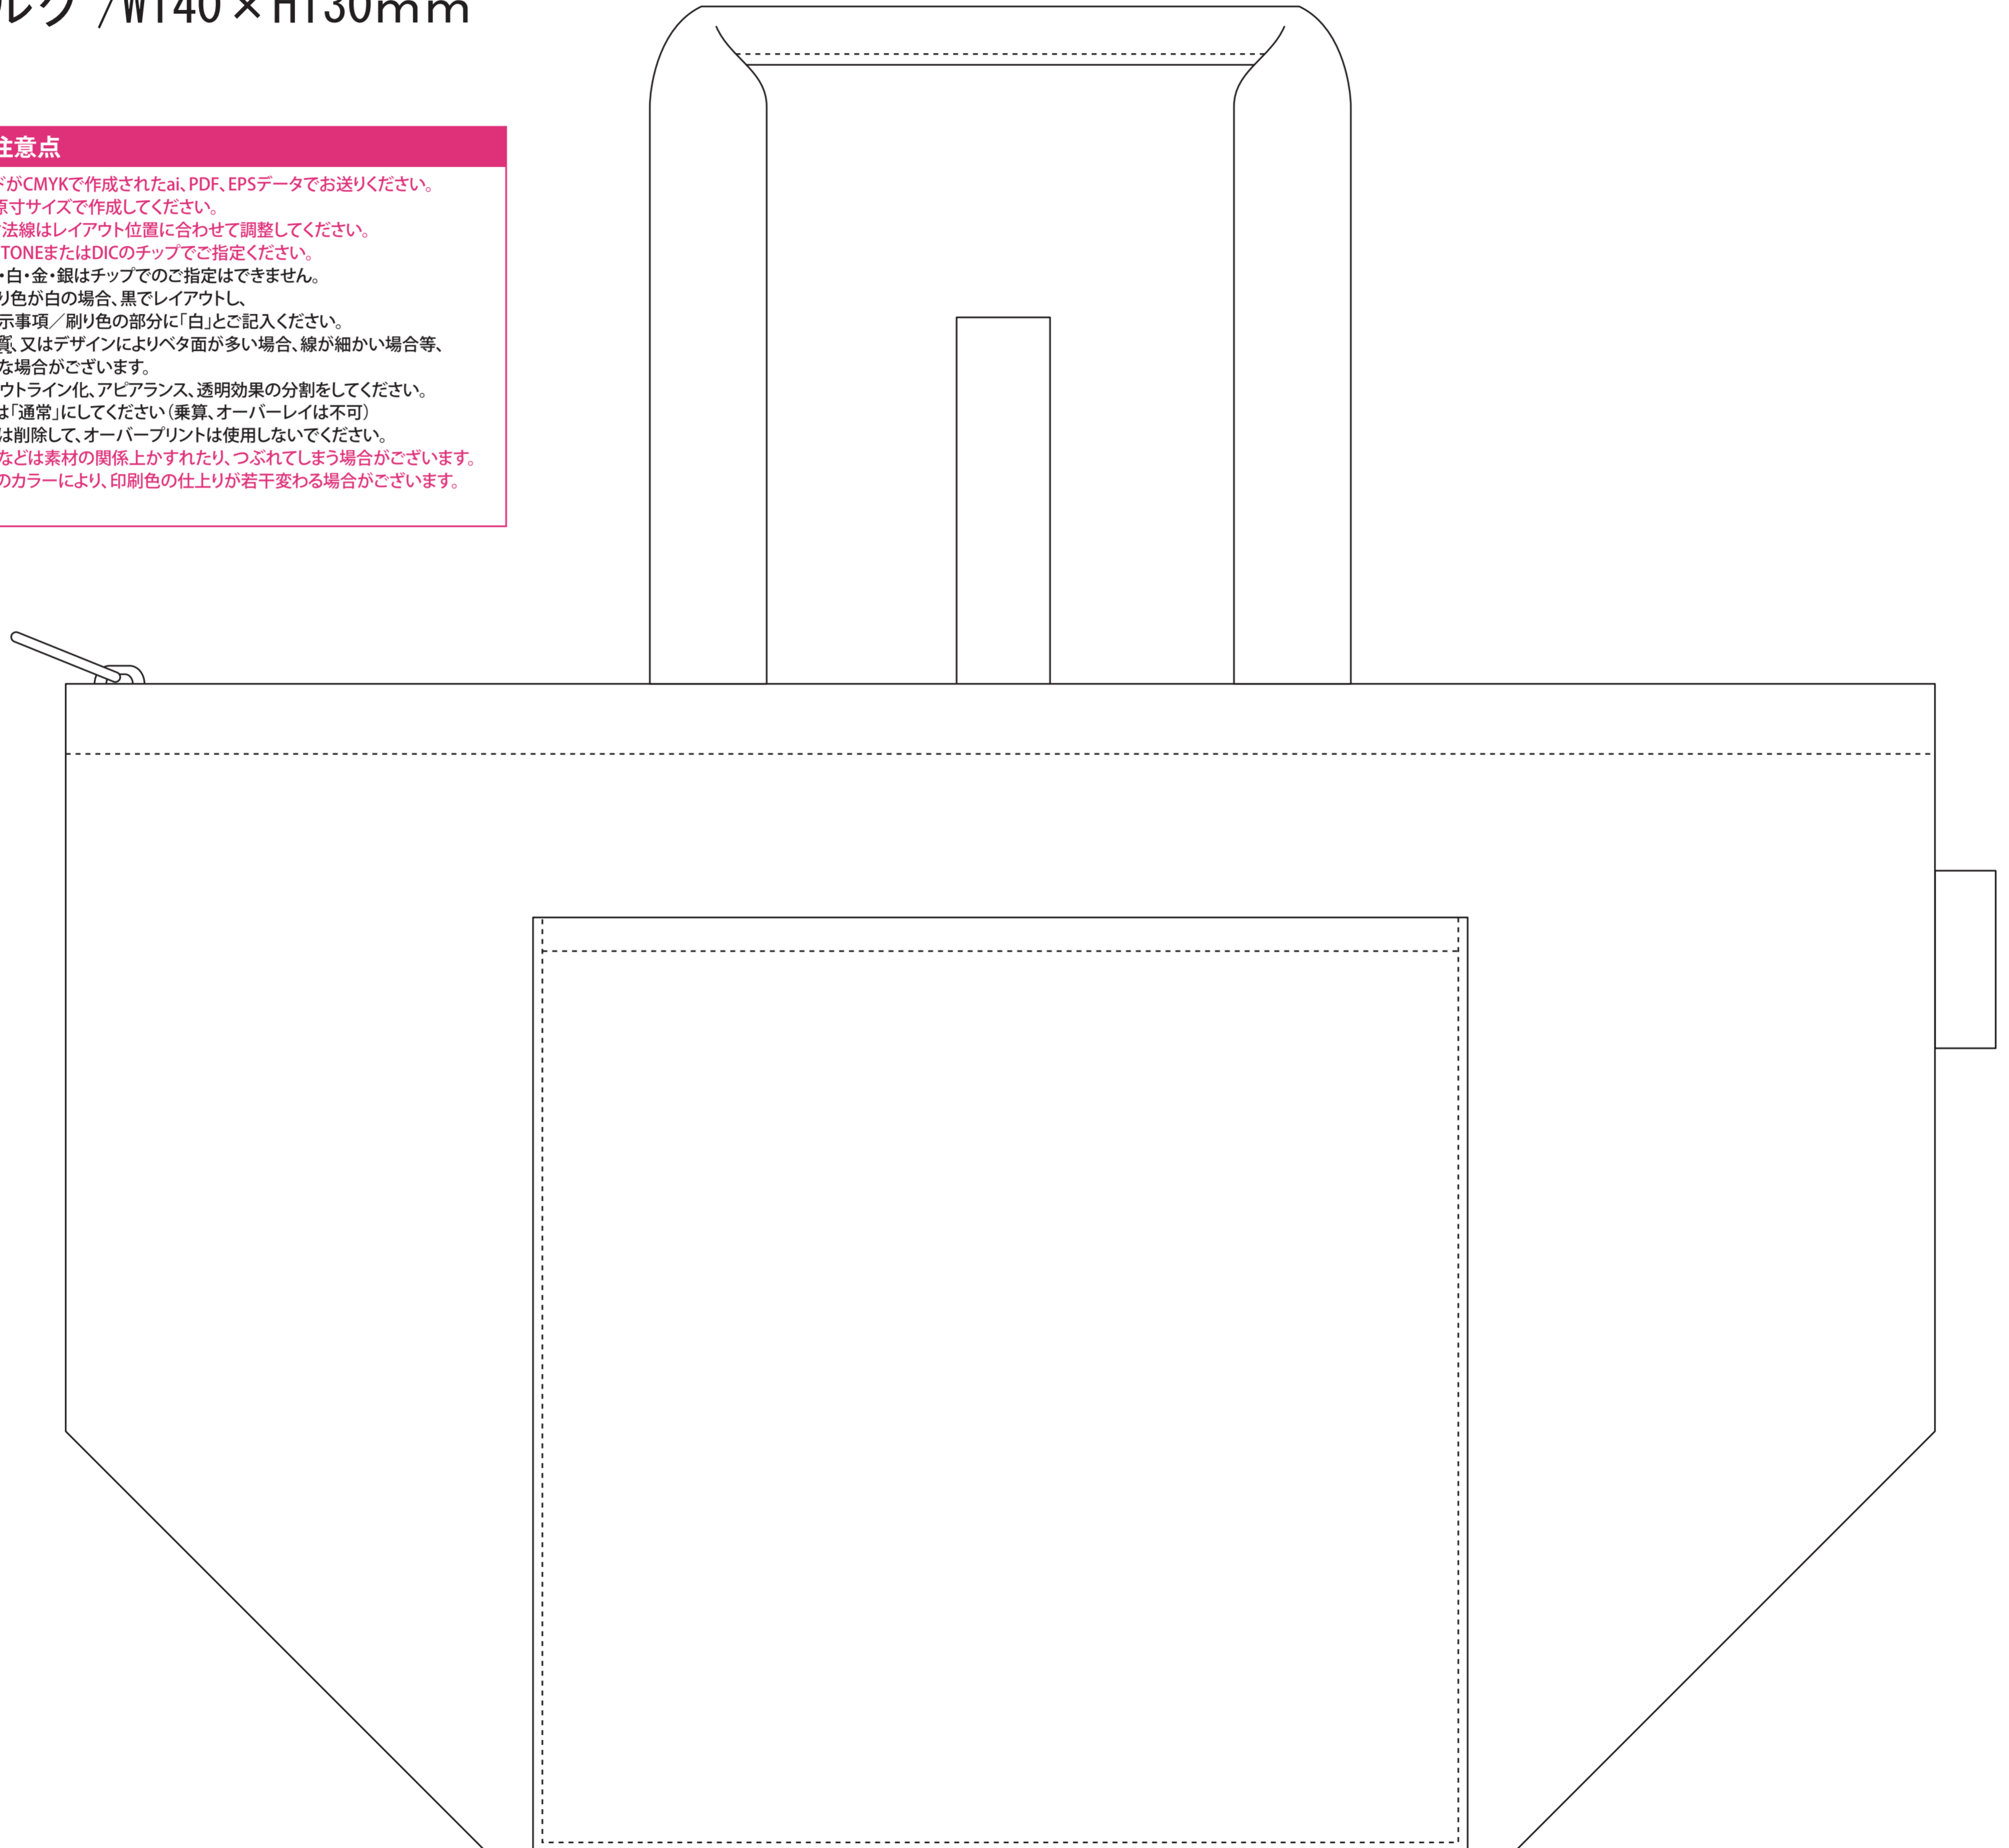 ルク /W140×H130mm
注意点
ドがCMYKで作成されたai、PDF、EPSデータでお送りください。
原寸サイズで作成してください。
寸法線はレイアウト位置に合わせて調整してください。
TONEまたはDICのチップでご指定ください。
・白・金・銀はチップでのご指定はできません。
り色が白の場合、黒でレイアウトし、
示事項／刷り色の部分に「白」とご記入ください。
質、又はデザインによりベタ面が多い場合、線が細かい場合等、
な場合がございます。
ウトライン化、アピアランス、透明効果の分割をしてください。
は「通常」にしてください（乗算、オーバーレイは不可）
は削除して、オーバープリントは使用しないでください。
などは素材の関係上かすれたり、つぶれてしまう場合がございます。
のカラーにより、印刷色の仕上りが若干変わる場合がございます。